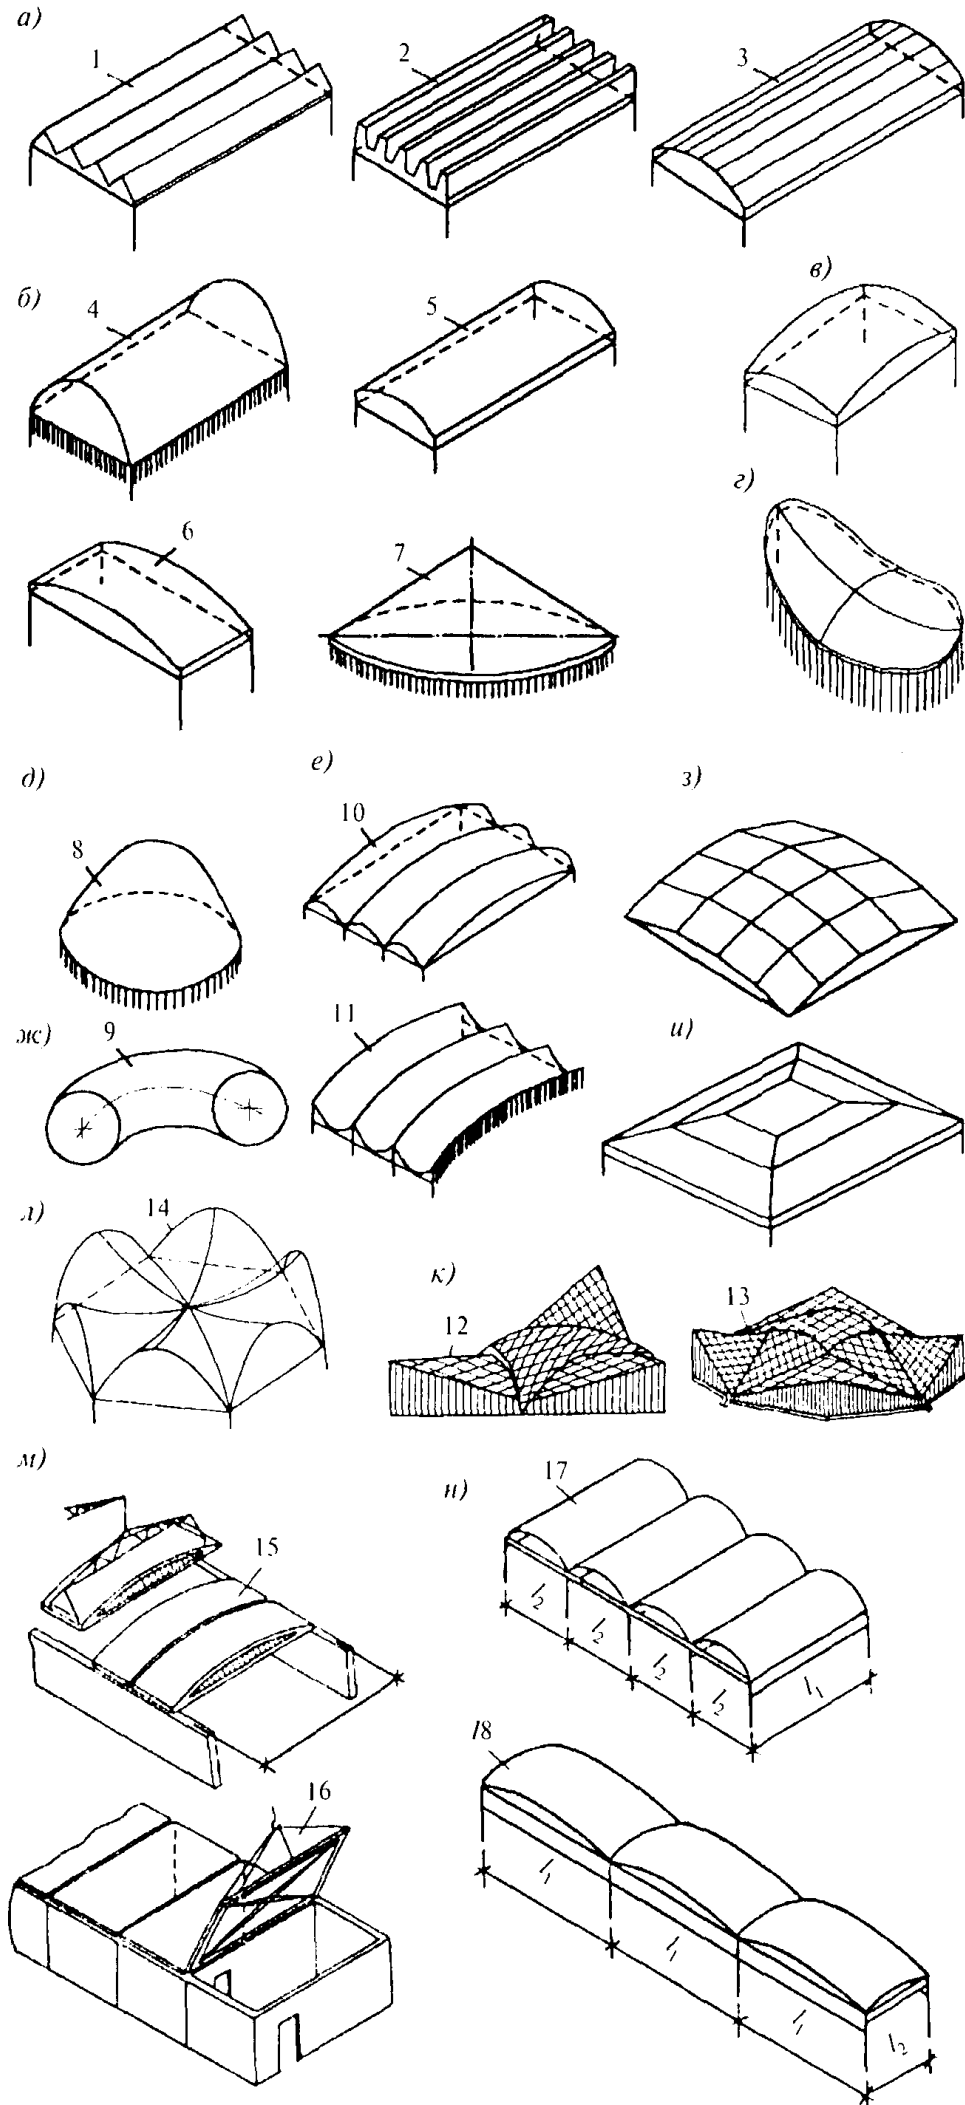 а)
1
2
3
б)
4
5
в)
6
7
г)
д)
8
е)
10
з)
ж)
9
11
и)
л)
14
к)
12
13
м)
15
н)
17
l₂
l₂
l₂
l₂
l₁
16
18
l₁
l₁
l₁
l₂